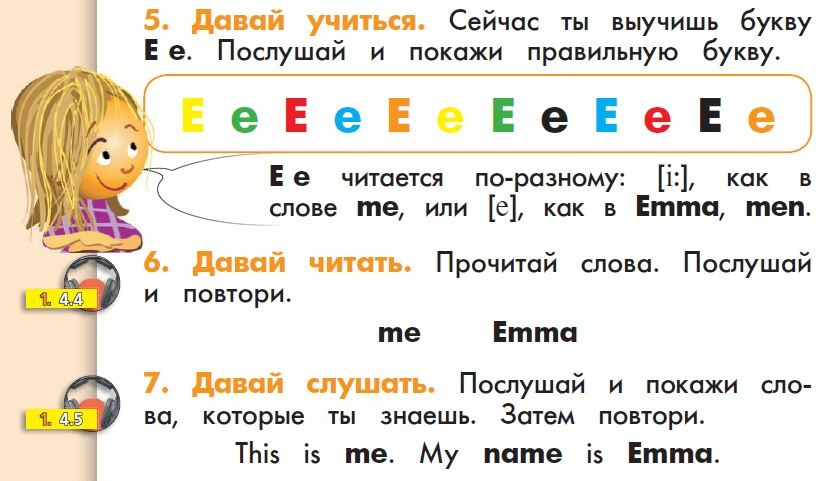 5. Давай учиться. Сейчас ты выучишь букву
E e. Послушай и покажи правильную букву.
E e E e E e E e E e E e
E e читается по-разному: [i:], как в
слове me, или [e], как в Emma, men.
6. Давай читать. Прочитай слова. Послушай
1. 4.4
и повтори.
me Emma
7. Давай слушать. Послушай и покажи сло-
1. 4.5
ва, которые ты знаешь. Затем повтори.
This is me. My name is Emma.